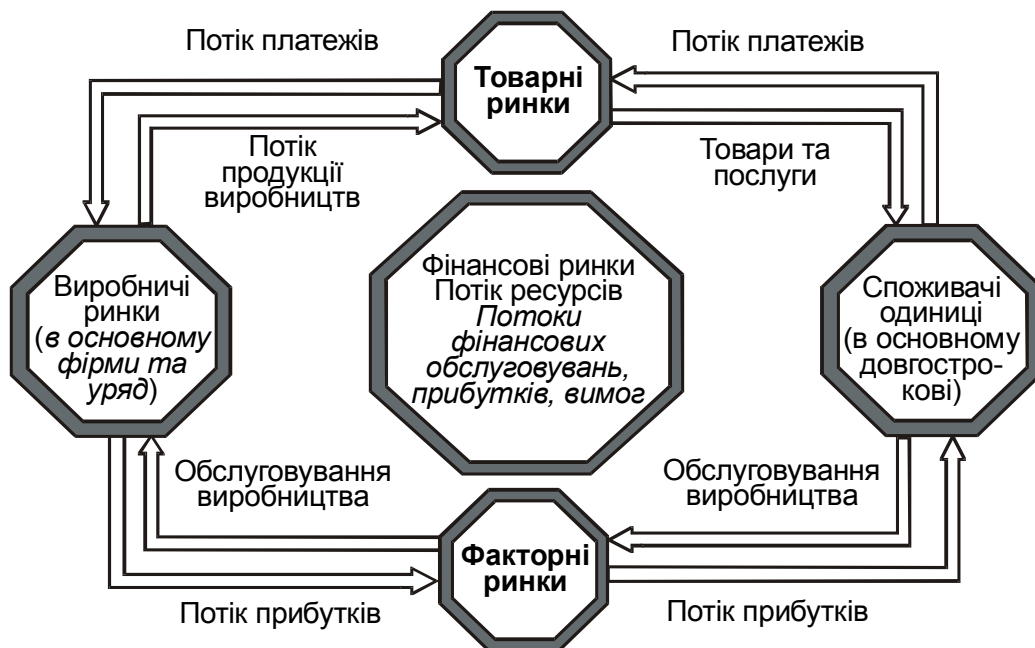 Потік платежів
Потік платежів
Товарні
ринки
Потік
продукції
виробництв
Товари та
послуги
Виробничі
ринки
(в основному
фірми та
уряд)
Фінансові ринки
Потік ресурсів
Потоки
фінансових
обслуговувань,
прибутків, вимог
Споживачі
одиниці
(в основному
довгостро-
кові)
Обслуговування
виробництва
Обслуговування
виробництва
Факторні
ринки
Потік прибутків
Потік прибутків